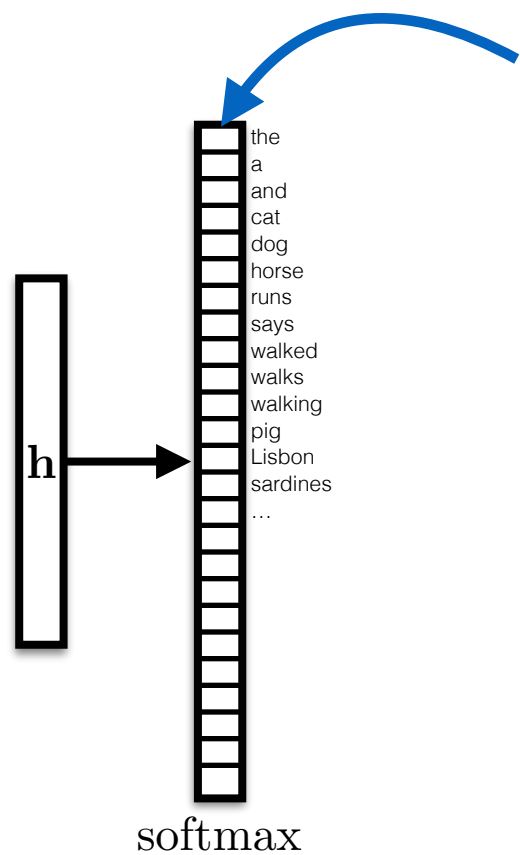 the
a
and
cat
dog
horse
runs
says
walked
walks
walking
pig
Lisbon
sardines
…
h
softmax